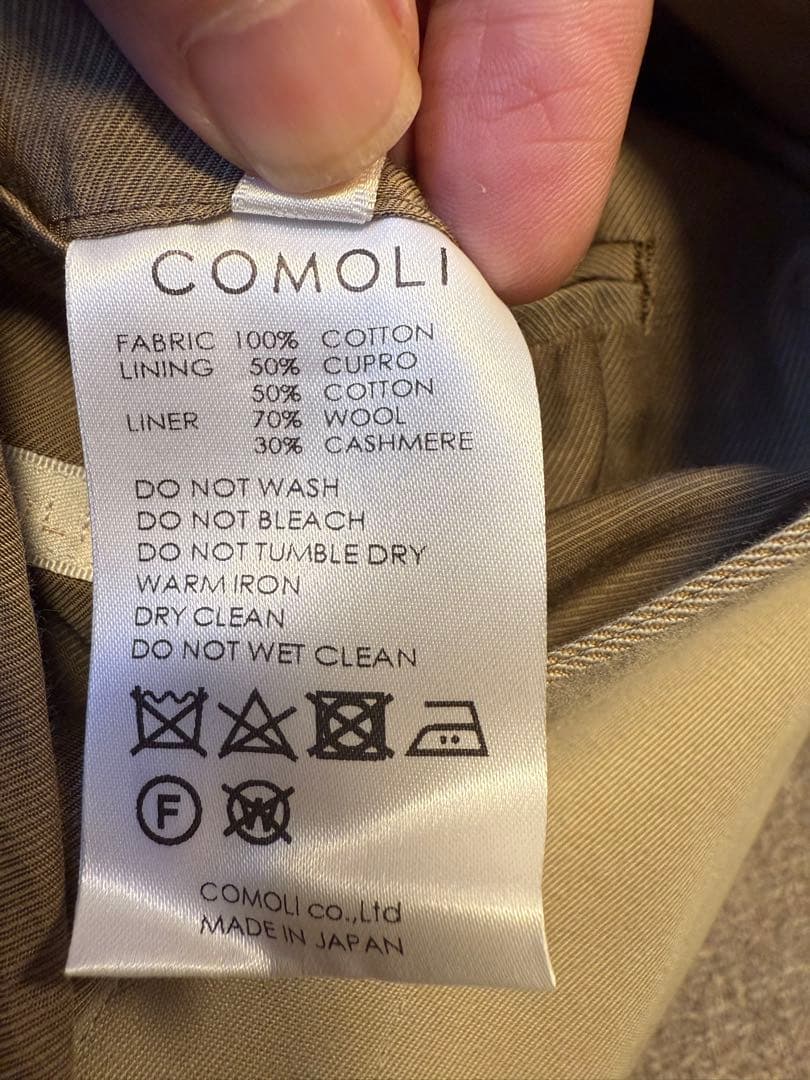 COMOLI
FABRIC 100% COTTON
LINING 50% CUPRO
50% COTTON
LINER 70% WOOL
30% CASHMERE
DO NOT WASH
DO NOT BLEACH
DO NOT TUMBLE DRY
WARM IRON
DRY CLEAN
DO NOT WET CLEAN
F W
COMOLI co.,Ltd
MADE IN JAPAN